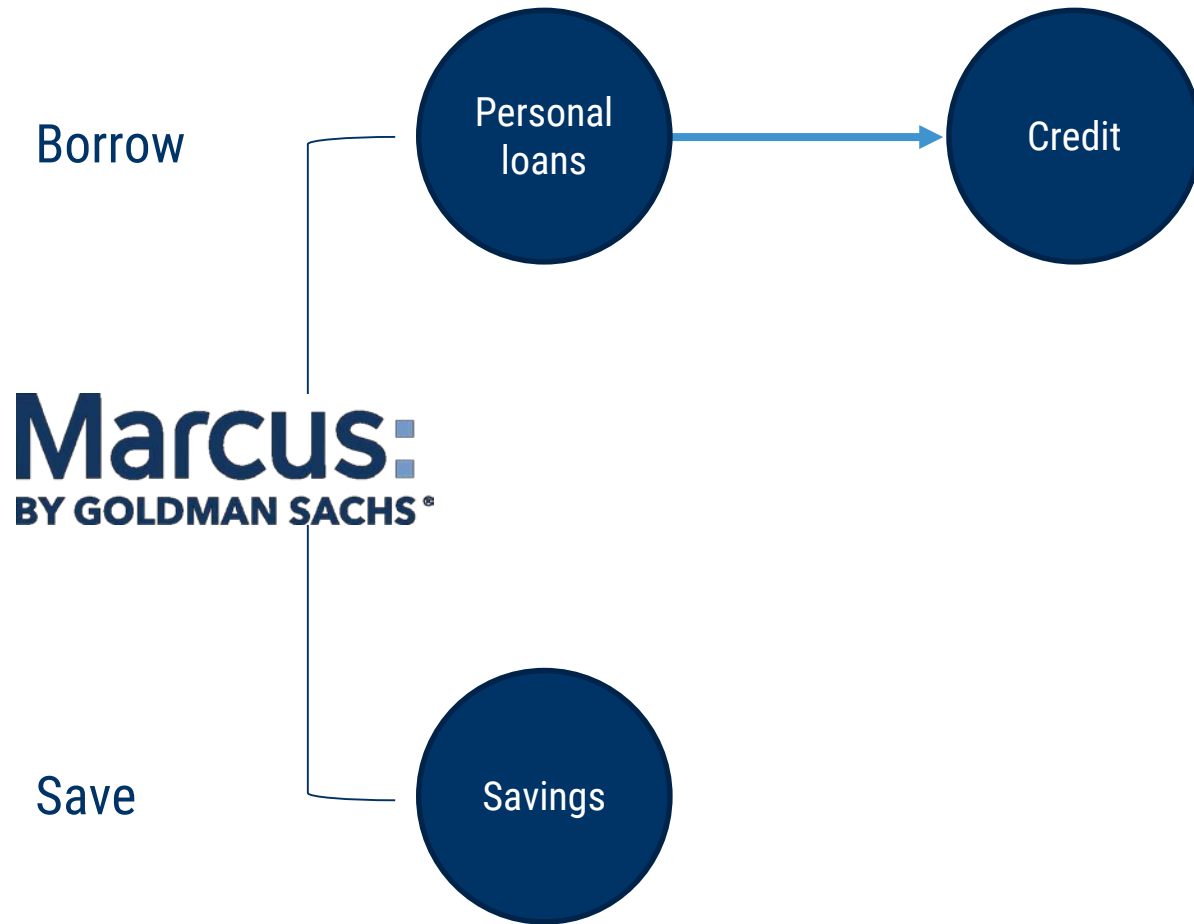 Borrow
Personal
loans
Credit
Marcus:
BY GOLDMAN SACHS®
Save
Savings